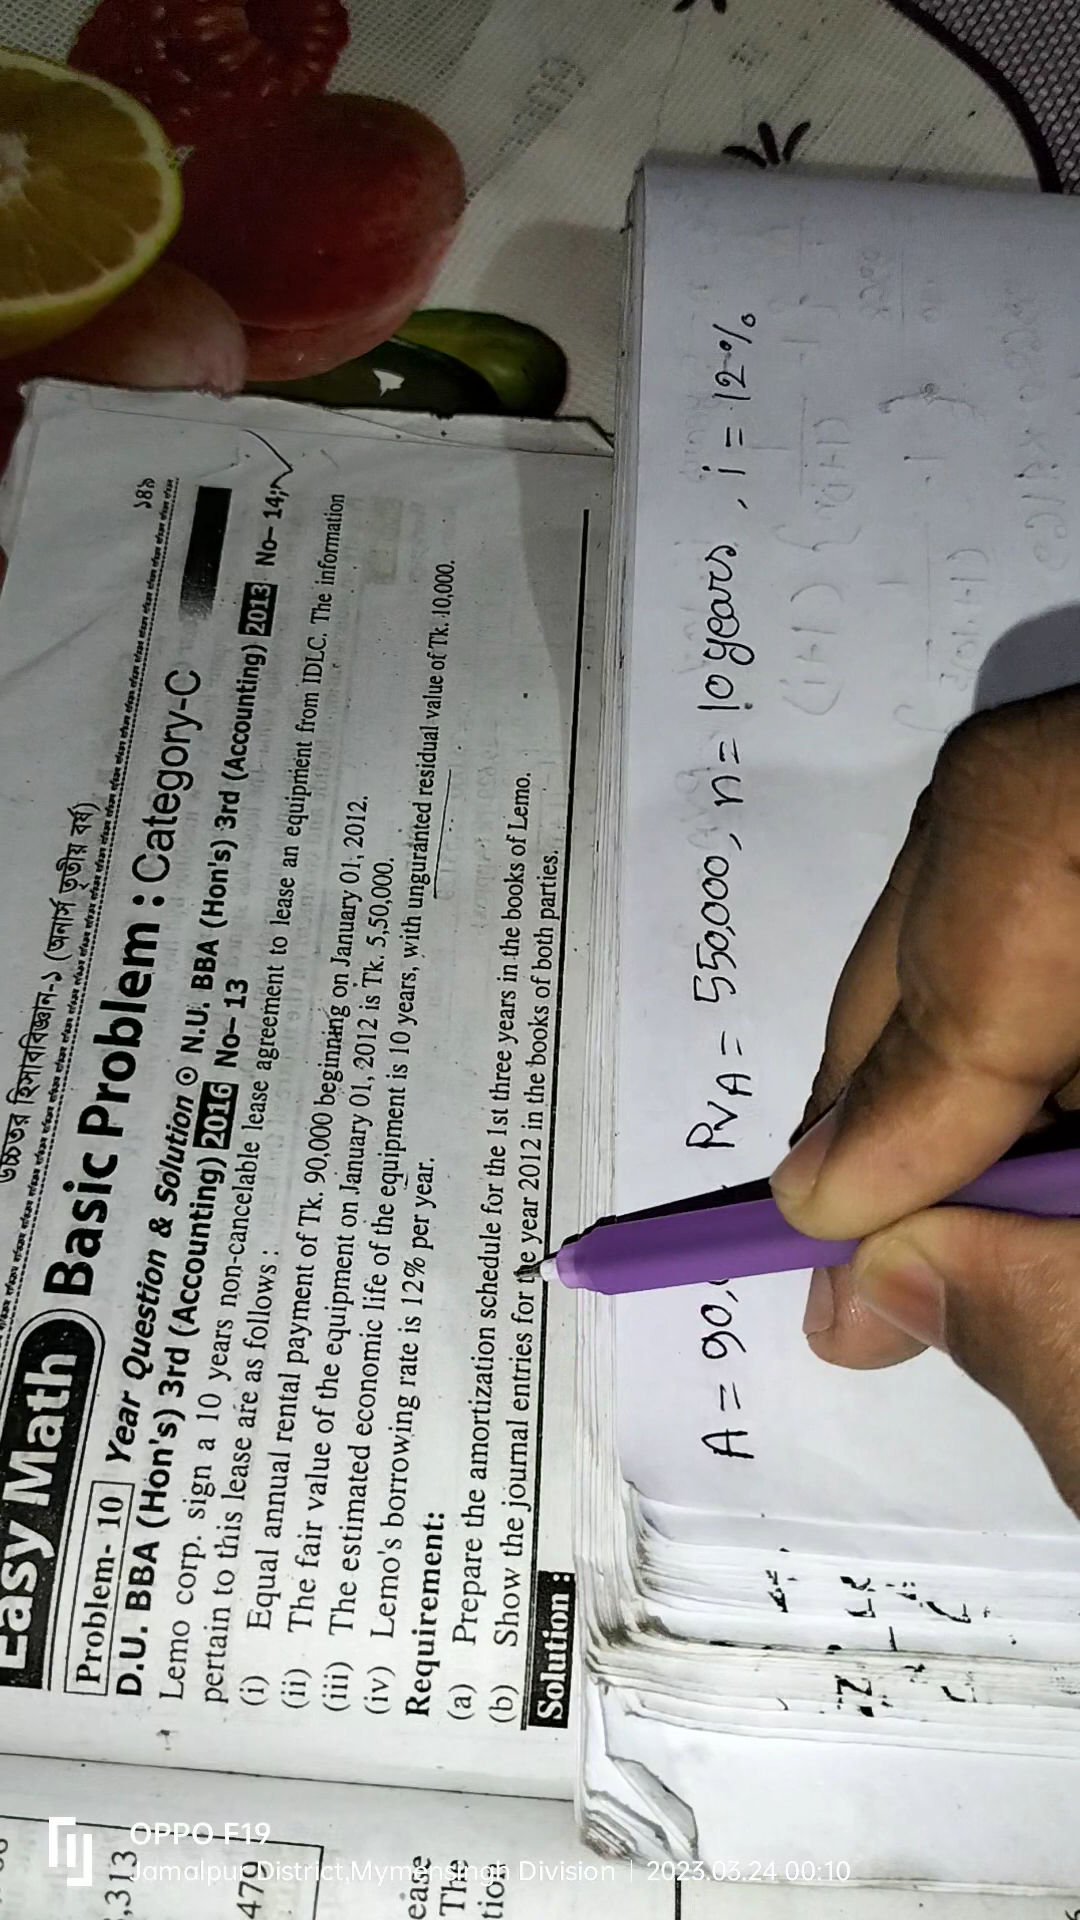 উচ্চতর হিসাববিজ্ঞান-১ (অনার্স তৃতীয় বর্ষ)
১৪৯
Easy Math
Basic Problem : Category-C
Problem- 10 Year Question & Solution ⊙ N.U. BBA (Hon's) 3rd (Accounting) 2013 No– 14;
D.U. BBA (Hon's) 3rd (Accounting) 2016 No– 13
Lemo corp. sign a 10 years non-cancelable lease agreement to lease an equipment from IDLC. The information
pertain to this lease are as follows :
(i) Equal annual rental payment of Tk. 90,000 beginning on January 01, 2012.
(ii) The fair value of the equipment on January 01, 2012 is Tk. 5,50,000.
(iii) The estimated economic life of the equipment is 10 years, with unguranted residual value of Tk. 10,000.
(iv) Lemo's borrowing rate is 12% per year.
Requirement:
(a) Prepare the amortization schedule for the 1st three years in the books of Lemo.
(b) Show the journal entries for the year 2012 in the books of both parties.
Solution :
A = 90, PVA = 550,000, n = 10 years, i = 12%
,313
479
ease
The
tion
OPPO F19
Jamalpur District,Mymensingh Division | 2023.03.24 00:10